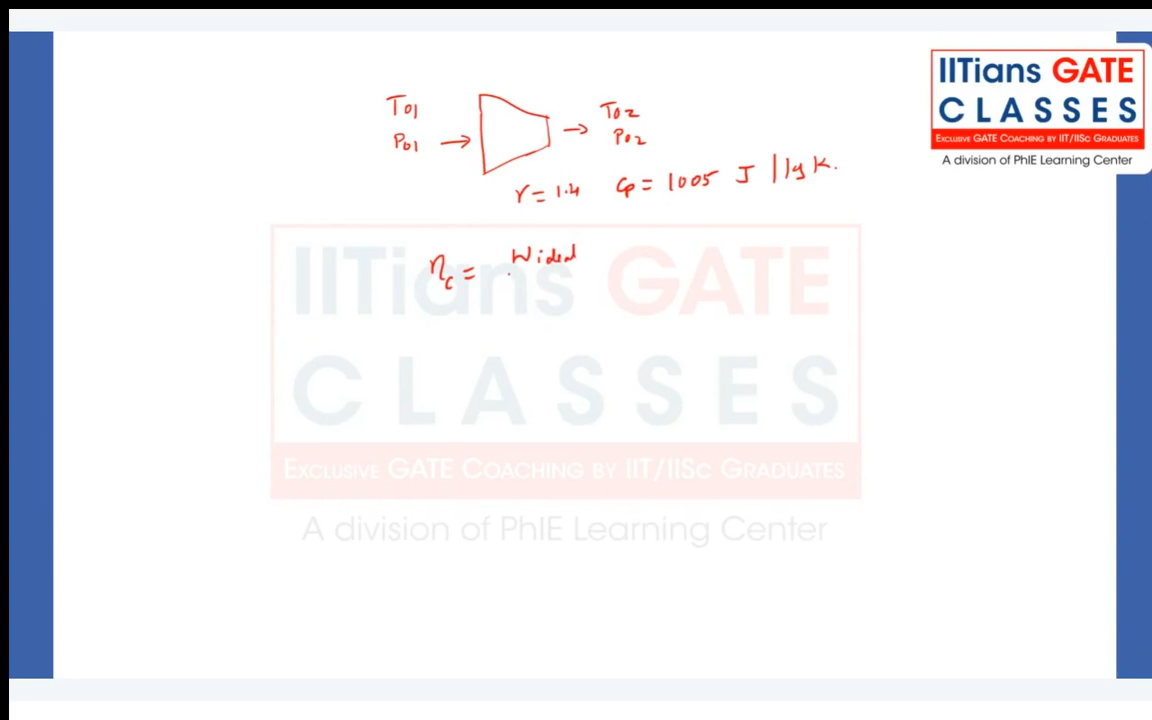 IITians GATE
CLASSES
EXCLUSIVE GATE COACHING BY IIT/IISc GRADUATES
A division of PhIE Learning Center
T01
P01
T02
P02
γ = 1.4 Cp = 1005 J | kg K.
ηc = W ideal
IITians GATE
CLASSES
EXCLUSIVE GATE COACHING BY IIT/IISc GRADUATES
A division of PhIE Learning Center